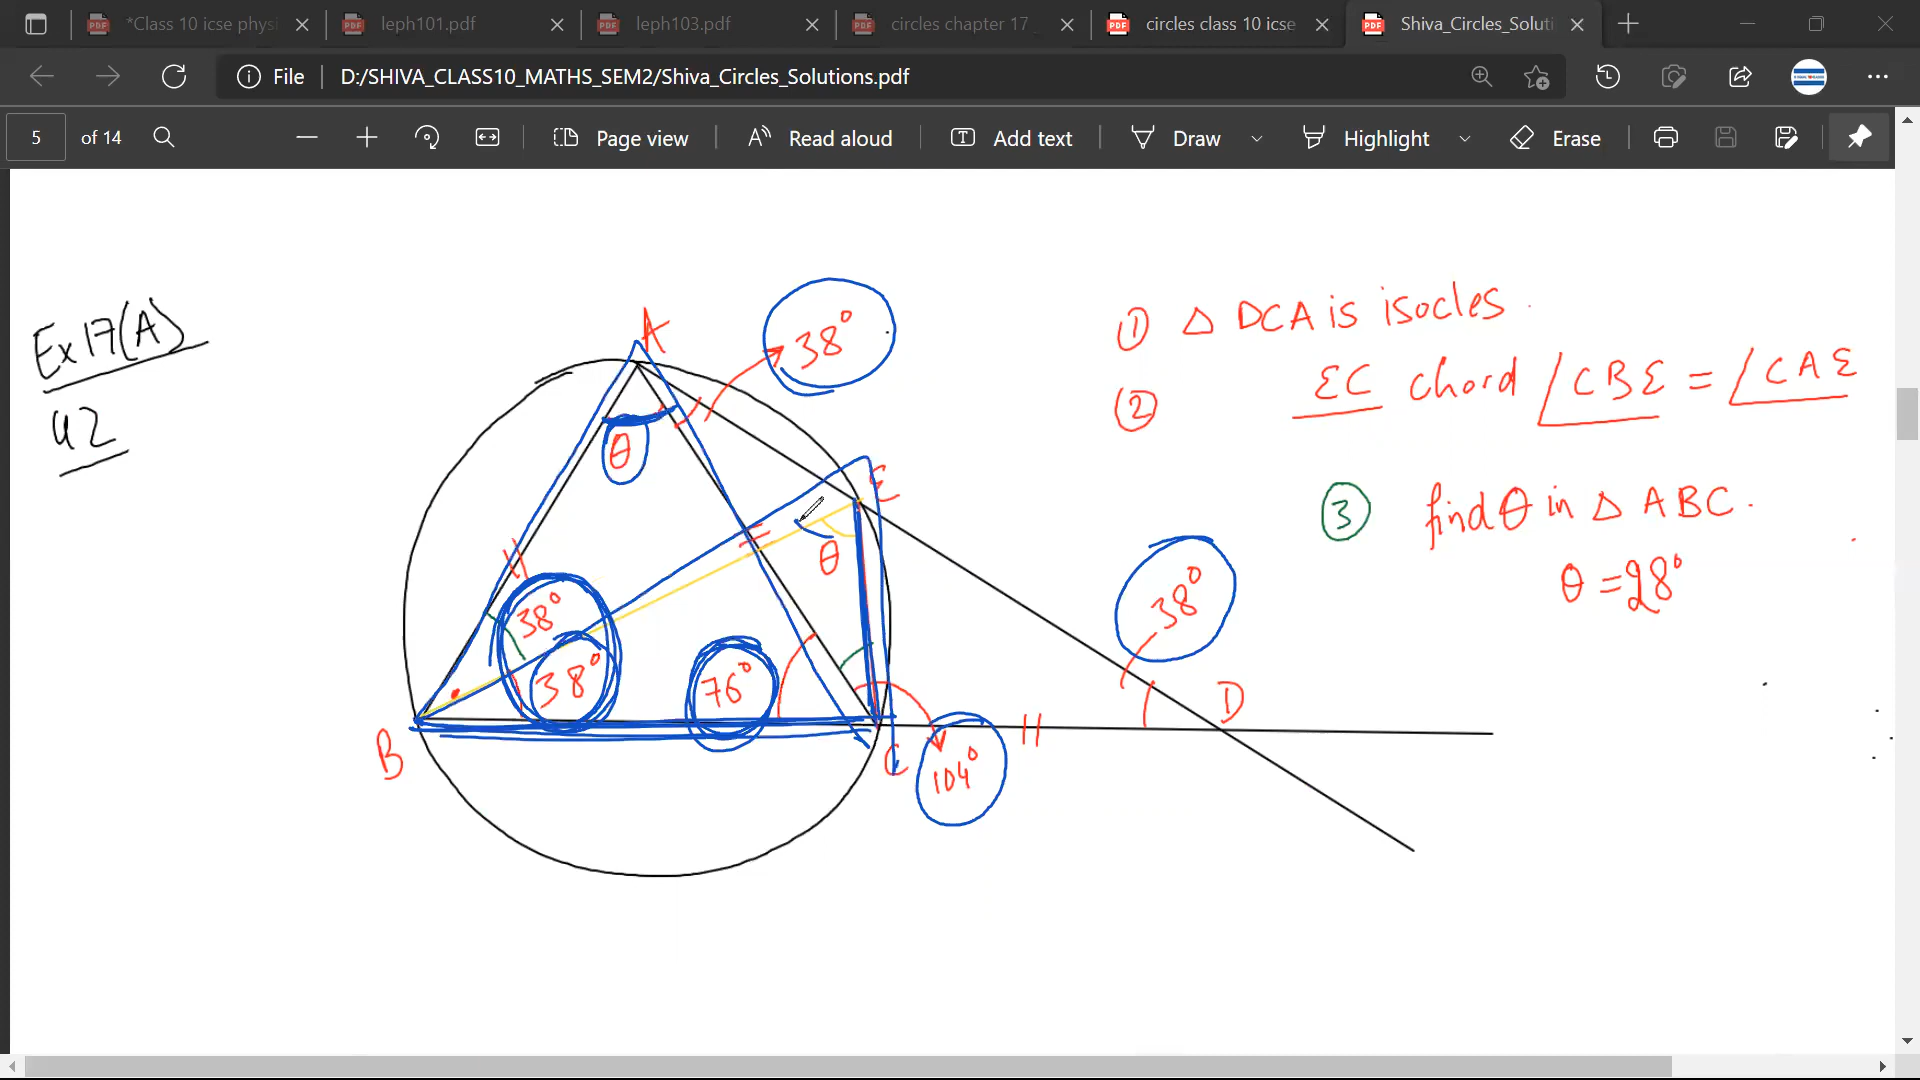 *Class 10 icse physi
leph101.pdf
leph103.pdf
circles chapter 17
circles class 10 icse
Shiva_Circles_Soluti
File
D:/SHIVA_CLASS10_MATHS_SEM2/Shiva_Circles_Solutions.pdf
5 of 14
Page view
Read aloud
Add text
Draw
Highlight
Erase
Ex 17(A)
42
A
38°
θ
E
θ
38°
38°
76°
38°
D
B
C
104°
① △ DCA is isocles.
② EC chord ∠CBE = ∠CAE
③ find θ in △ ABC.
θ = 28°